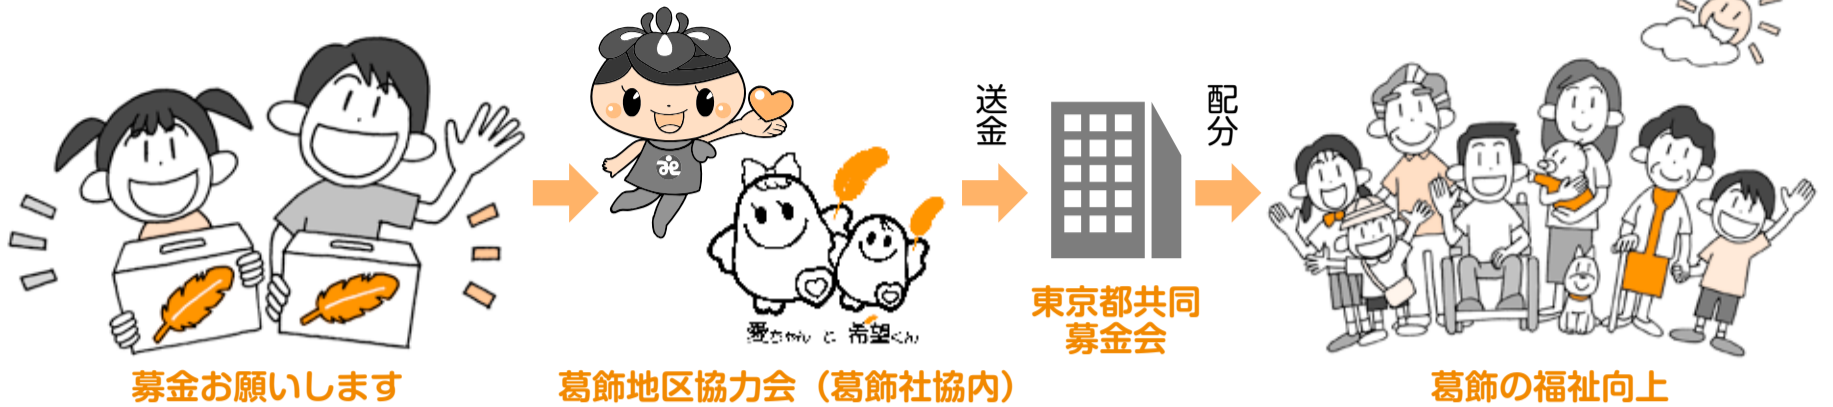 募金お願いします
愛ちゃん と 希望くん
葛飾地区協力会（葛飾社協内）
送金
東京都共同
募金会
配分
葛飾の福祉向上